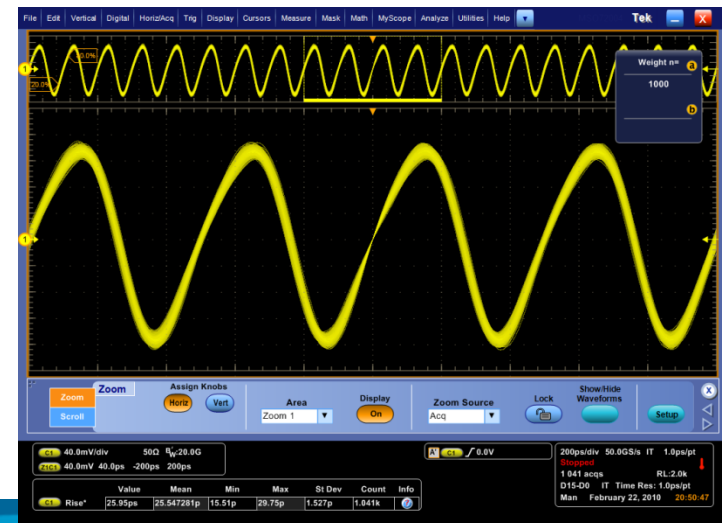 File Edit Vertical Digital Horiz/Acq Trig Display Cursors Measure Mask Math MyScope Analyze Utilities Help Tek X
1
20.0%
Weight n= a
1000
b
1
Zoom
Scroll
Zoom
Assign Knobs
Horiz Vert
Area
Zoom 1
Display
On
Zoom Source
Acq
Lock
Show/Hide
Waveforms
Setup
X
C1 40.0mV/div 50Ω BW:20.0G
Z1C1 40.0mV 40.0ps -200ps 200ps
A' C1 0.0V
200ps/div 50.0GS/s IT 1.0ps/pt
Stopped
1 041 acqs RL:2.0k
D15-D0 IT Time Res: 1.0ps/pt
Man February 22, 2010 20:50:47
Value Mean Min Max St Dev Count Info
C1 Rise* 25.95ps 25.547281p 15.51p 29.75p 1.527p 1.041k